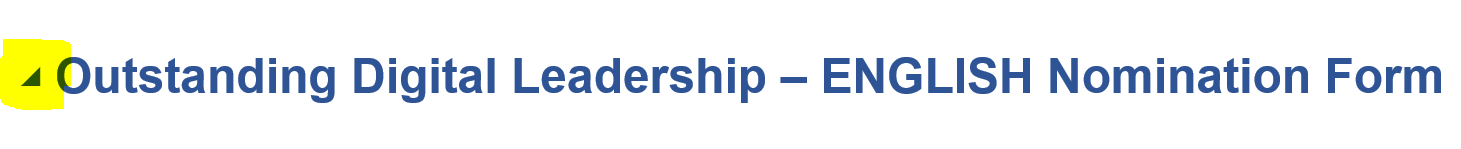 Outstanding Digital Leadership – ENGLISH Nomination Form